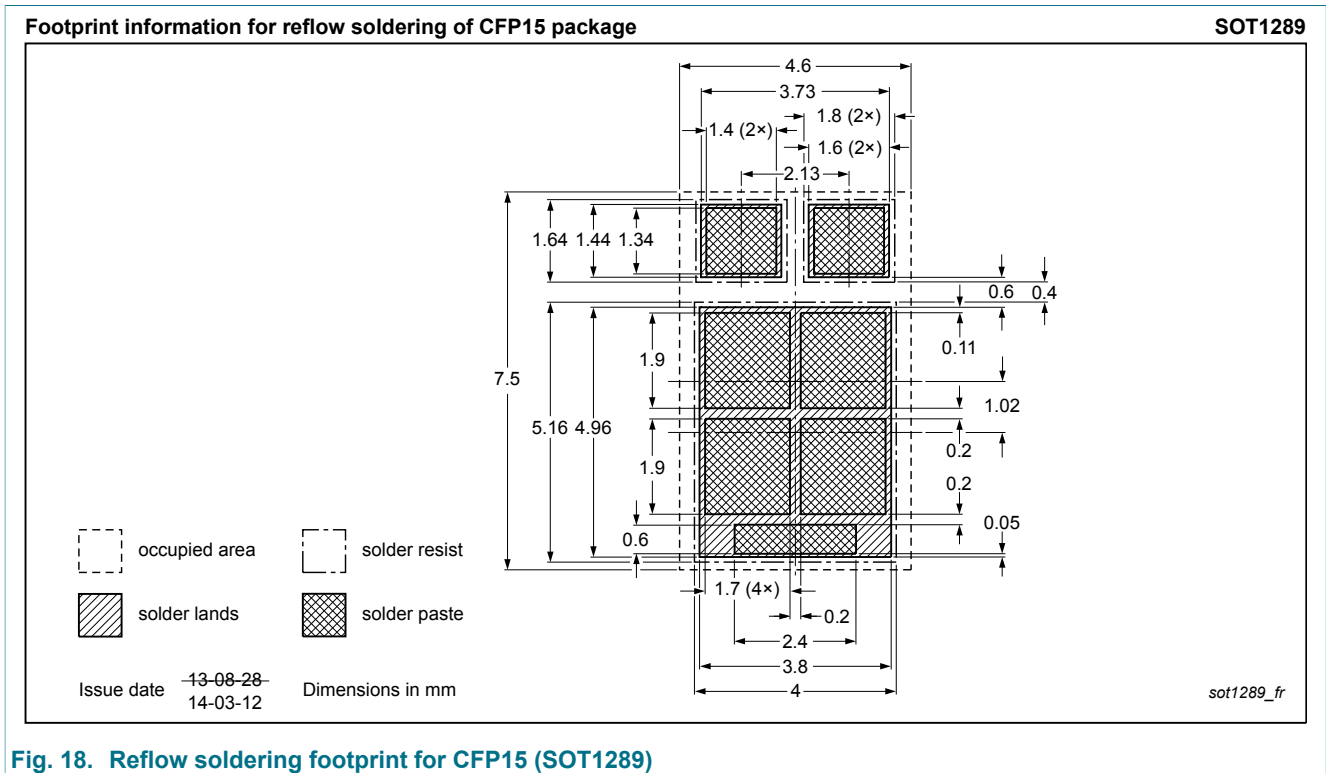 Footprint information for reflow soldering of CFP15 package SOT1289
4.6
3.73
1.8 (2×)
1.4 (2×)
1.6 (2×)
2.13
1.64 1.44 1.34
0.6 0.4
0.11
1.9
7.5
1.02
5.16 4.96
0.2
1.9
0.2
0.05
0.6
occupied area solder resist
1.7 (4×)
solder lands solder paste
0.2
2.4
3.8
Issue date 13-08-28
14-03-12 Dimensions in mm
4
sot1289_fr
Fig. 18. Reflow soldering footprint for CFP15 (SOT1289)